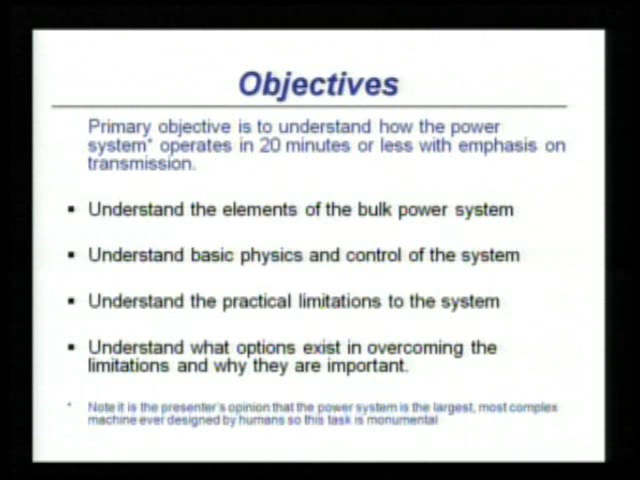 Objectives
Primary objective is to understand how the power
system* operates in 20 minutes or less with emphasis on
transmission.
▪ Understand the elements of the bulk power system
▪ Understand basic physics and control of the system
▪ Understand the practical limitations to the system
▪ Understand what options exist in overcoming the
limitations and why they are important.
* Note it is the presenter's opinion that the power system is the largest, most complex
machine ever designed by humans so this task is monumental